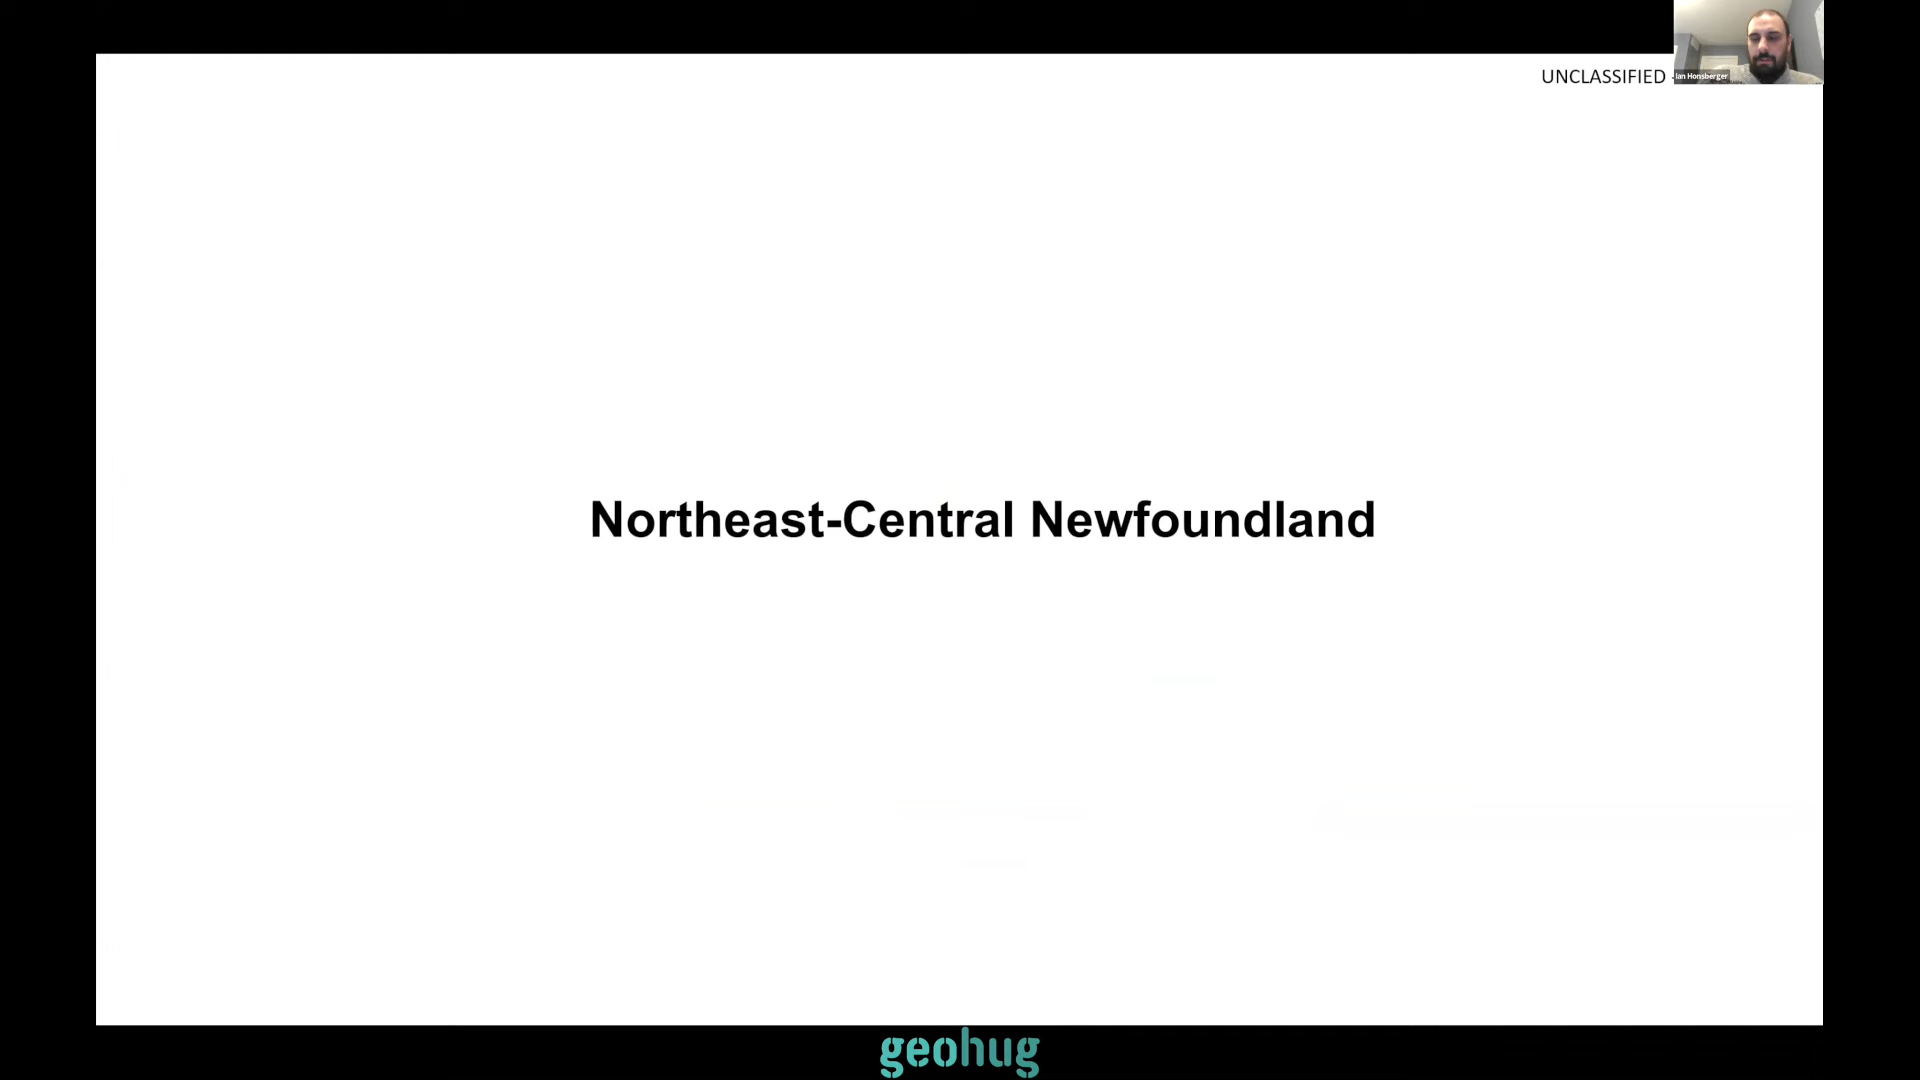 UNCLASSIFIED -
Ian Honsberger
Northeast-Central Newfoundland
geohug